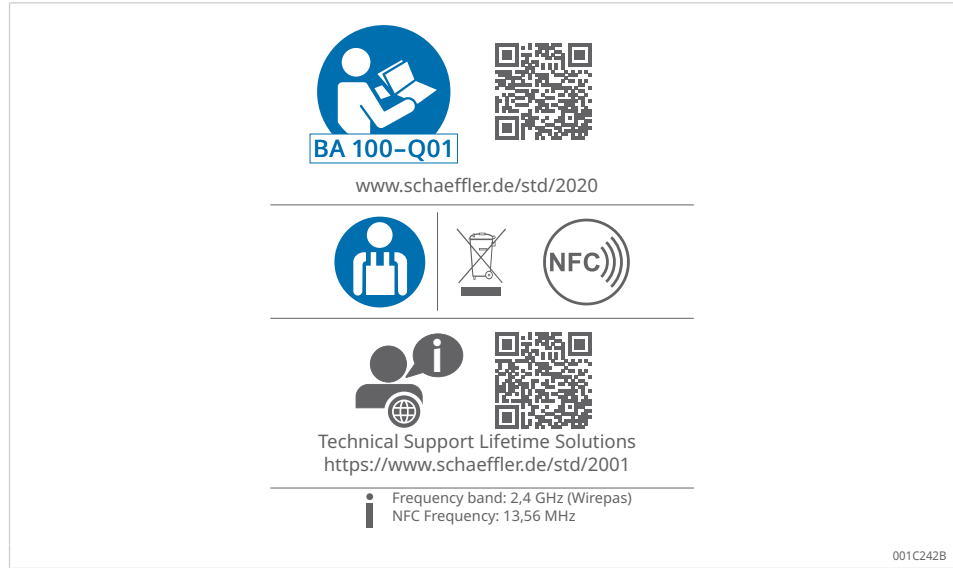 BA 100–Q01
www.schaeffler.de/std/2020
NFC
i
Technical Support Lifetime Solutions
https://www.schaeffler.de/std/2001
i Frequency band: 2,4 GHz (Wirepas)
NFC Frequency: 13,56 MHz
001C242B